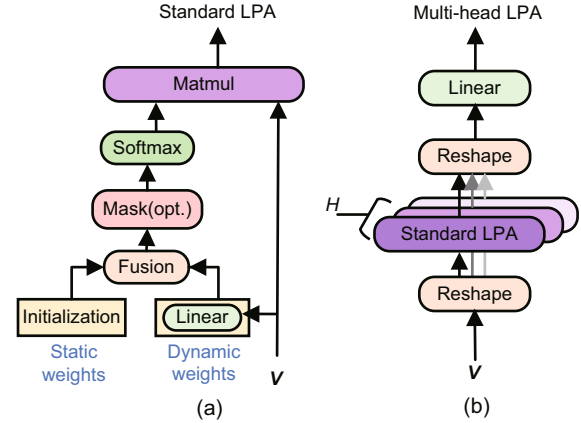 Standard LPA
Matmul
Softmax
Mask(opt.)
Fusion
Initialization
Linear
Static
weights
Dynamic
weights
V
(a)
Multi-head LPA
Linear
Reshape
H
Standard LPA
Reshape
V
(b)